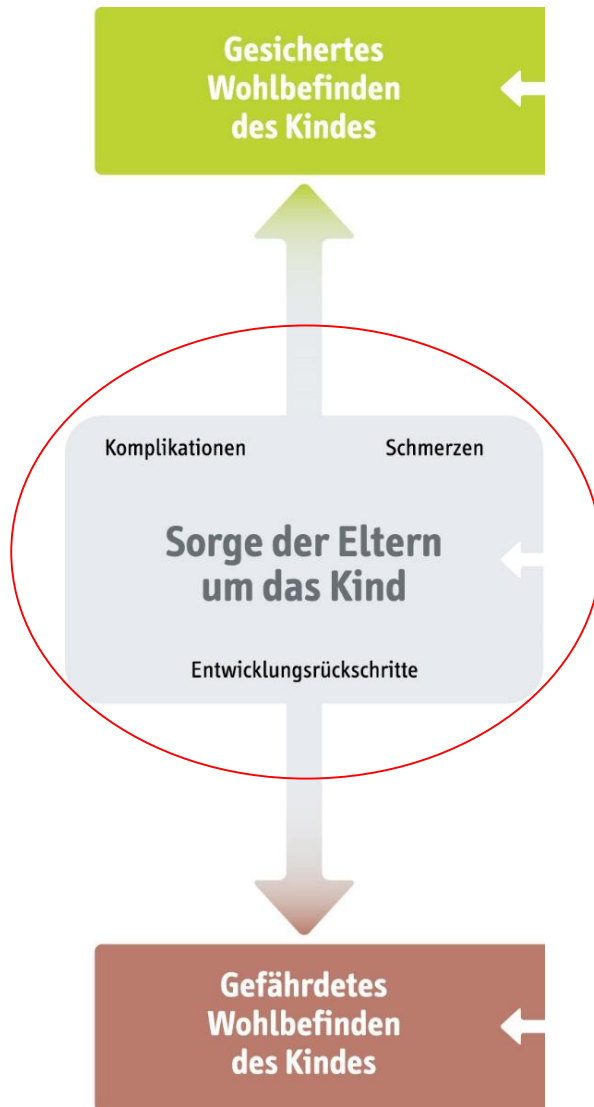 Gesichertes
Wohlbefinden
des Kindes
Komplikationen Schmerzen
Sorge der Eltern
um das Kind
Entwicklungsrückschritte
Gefährdetes
Wohlbefinden
des Kindes